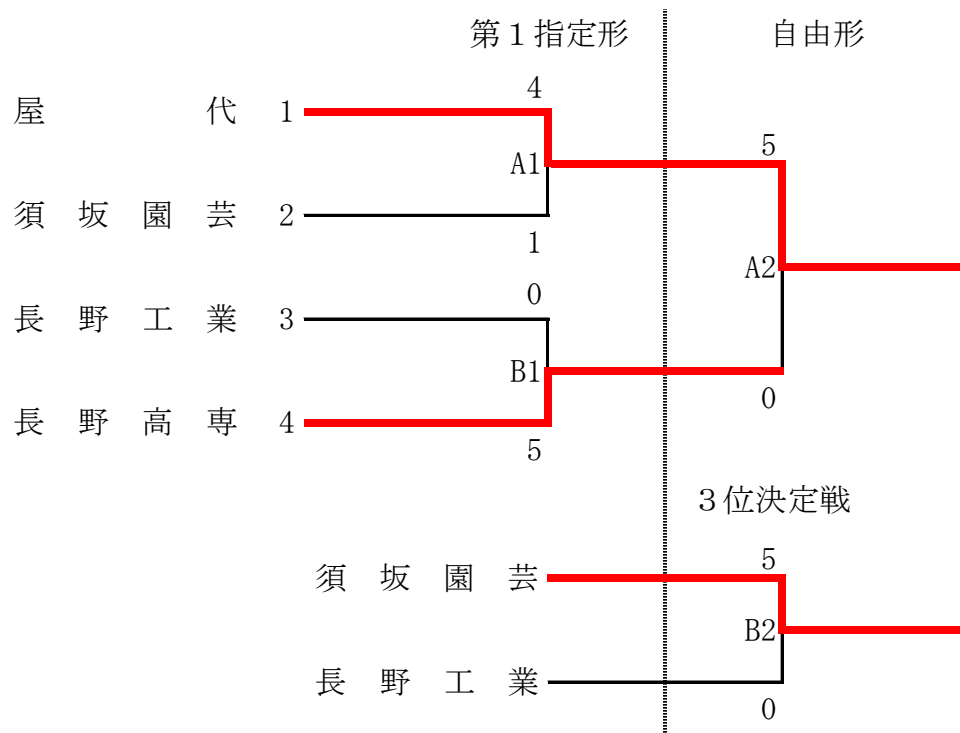 第１指定形 自由形
4
屋代 1
5
A1
須坂園芸 2
1
A2
0
長野工業 3
B1
0
長野高専 4
5
３位決定戦
5
須坂園芸
B2
長野工業
0